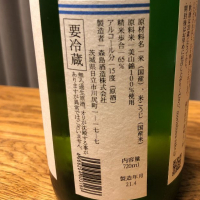 原材料名 米(国産)、米こうじ(国産米)
原料米 美山錦100%使用
精米歩合 65%
アルコール分 15度(原酒)
製造者 森島酒造株式会社
茨城県日立市川尻町1-17-7
要冷蔵
内容量
720ml
製造年月